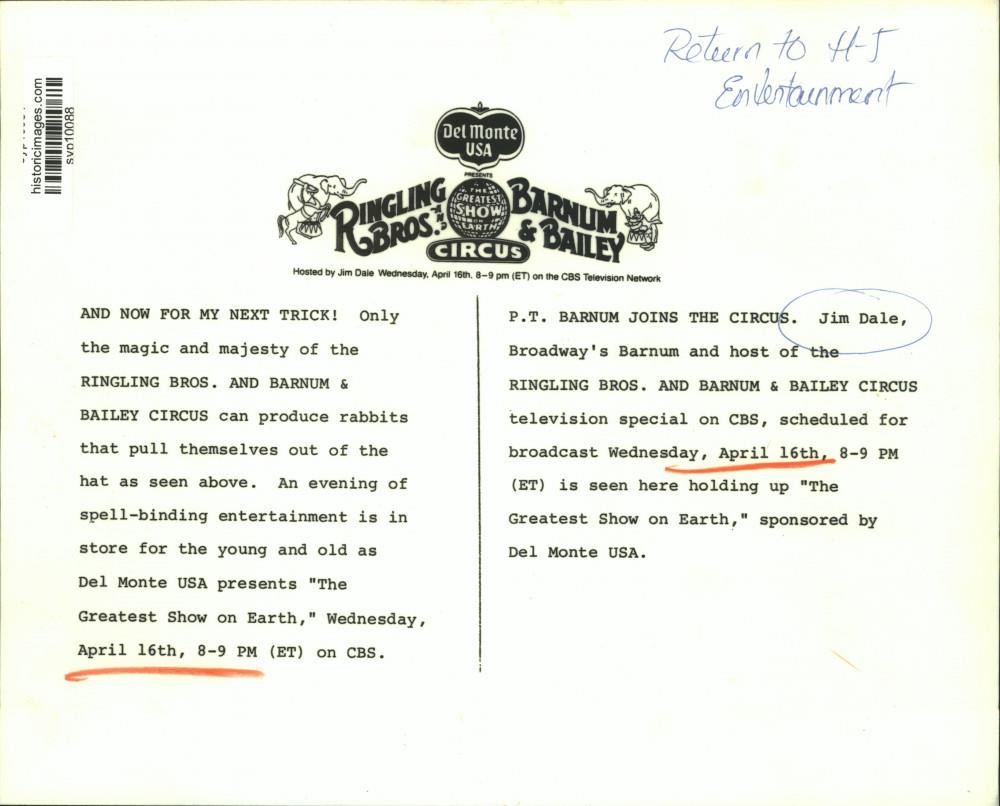 Return to H-J
Entertainment
historicimages.com
svp10088
Del Monte
USA
PRESENTS
RINGLING
BROS. AND
THE
GREATEST
SHOW
ON
EARTH
CIRCUS
BARNUM
& BAILEY
Hosted by Jim Dale Wednesday, April 16th, 8-9 pm (ET) on the CBS Television Network
AND NOW FOR MY NEXT TRICK! Only
the magic and majesty of the
RINGLING BROS. AND BARNUM &
BAILEY CIRCUS can produce rabbits
that pull themselves out of the
hat as seen above. An evening of
spell-binding entertainment is in
store for the young and old as
Del Monte USA presents "The
Greatest Show on Earth," Wednesday,
April 16th, 8-9 PM (ET) on CBS.
P.T. BARNUM JOINS THE CIRCUS. Jim Dale,
Broadway's Barnum and host of the
RINGLING BROS. AND BARNUM & BAILEY CIRCUS
television special on CBS, scheduled for
broadcast Wednesday, April 16th, 8-9 PM
(ET) is seen here holding up "The
Greatest Show on Earth," sponsored by
Del Monte USA.